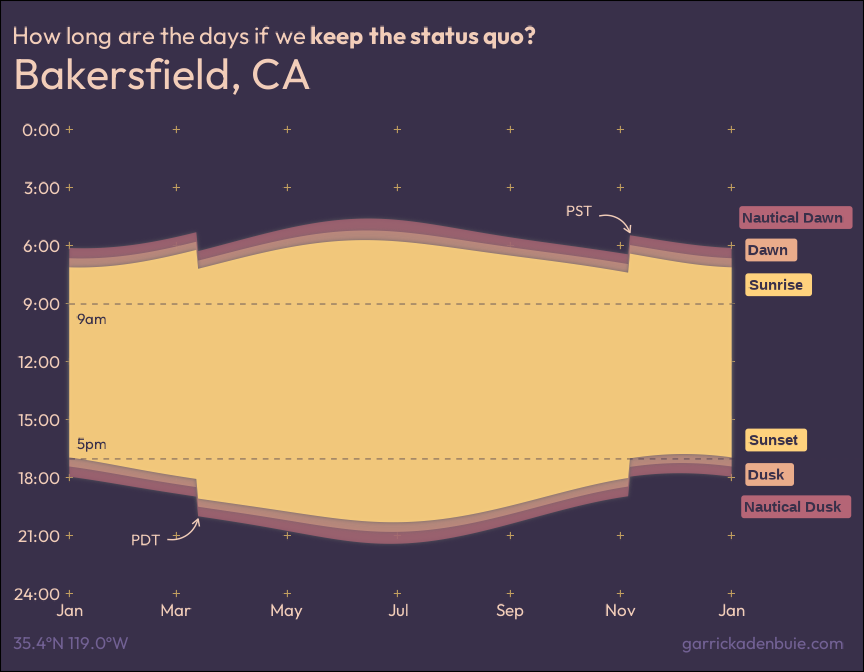 How long are the days if we keep the status quo?
Bakersfield, CA
0:00
3:00
PST
Nautical Dawn
6:00
Dawn
Sunrise
9:00
9am
12:00
15:00
5pm
Sunset
18:00
Dusk
Nautical Dusk
21:00
PDT
24:00
Jan Mar May Jul Sep Nov Jan
35.4°N 119.0°W
garrickadenbuie.com